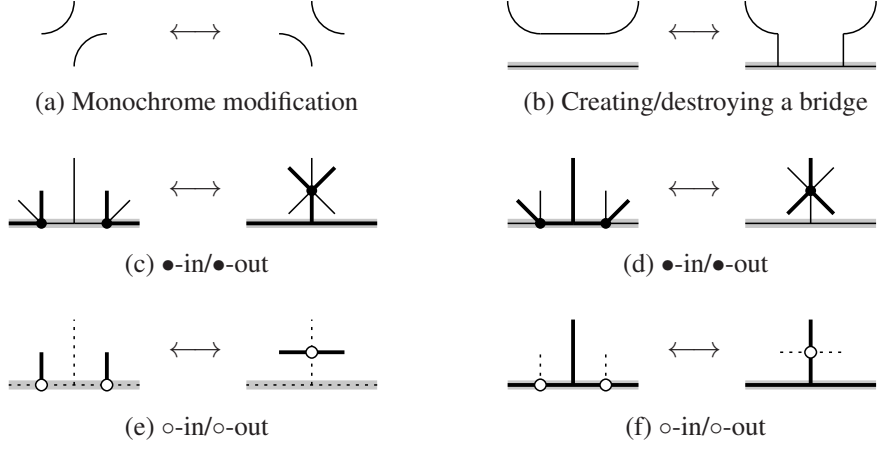 (a) Monochrome modification
(b) Creating/destroying a bridge
(c) ●-in/●-out
(d) ●-in/●-out
(e) ○-in/○-out
(f) ○-in/○-out